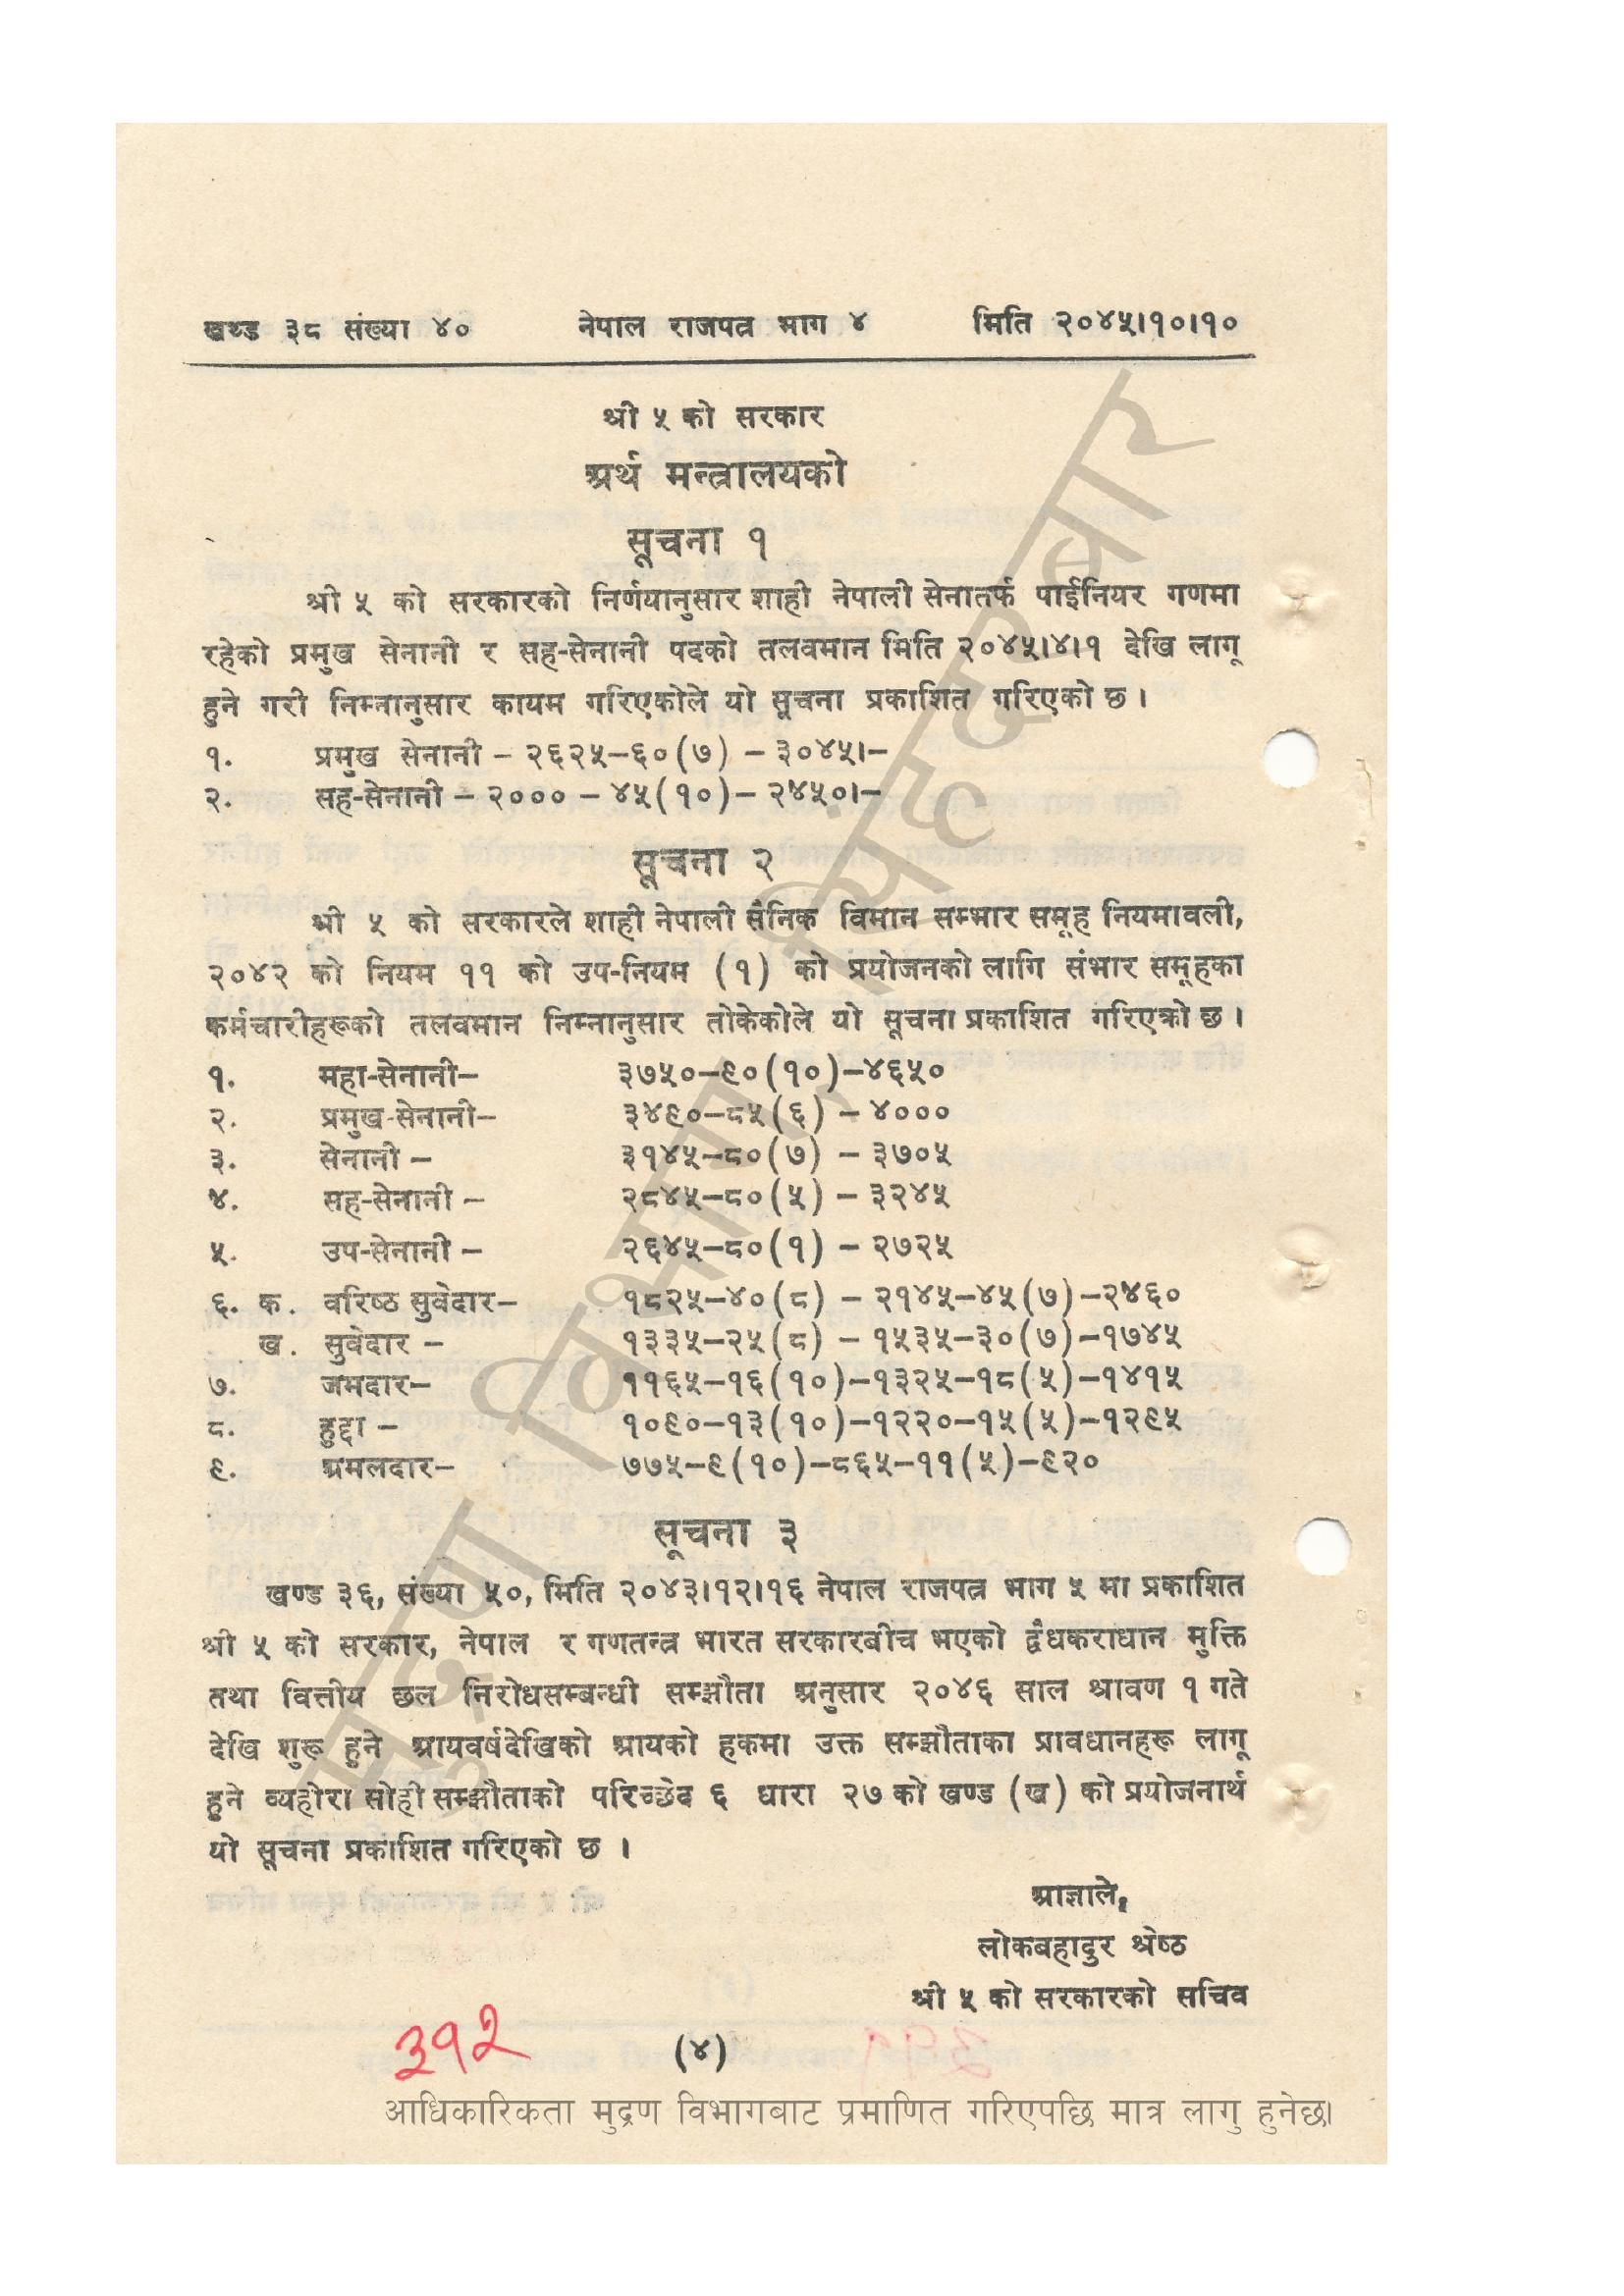 खण्ड ३८ संख्या ४० नेपाल राजपत्र भाग ४ मिति २०४५।१०।१०
श्री ५ को सरकार
अर्थ मन्त्रालयको
सूचना १
श्री ५ को सरकारको निर्णयानुसार शाही नेपाली सेनातर्फ पाईनियर गणमा
रहेको प्रमुख सेनानी र सह-सेनानी पदको तलवमान मिति २०४५।४।१ देखि लागू
हुने गरी निम्नानुसार कायम गरिएकोले यो सूचना प्रकाशित गरिएको छ ।
१. प्रमुख सेनानी – २६२५–६०(७) – ३०४५।–
२. सह-सेनानी – २००० – ४५(१०) – २४५०।–
सूचना २
श्री ५ को सरकारले शाही नेपाली सैनिक विमान सम्भार समूह नियमावली,
२०४२ को नियम ११ को उप-नियम (१) को प्रयोजनको लागि संभार समूहका
कर्मचारीहरूको तलवमान निम्नानुसार तोकेकोले यो सूचना प्रकाशित गरिएको छ ।
१. महा-सेनानी– ३७५०–९०(१०)–४६५०
२. प्रमुख-सेनानी– ३४९०–८५(६) – ४०००
३. सेनानी – ३१४५–८०(७) – ३७०५
४. सह-सेनानी – २८४५–८०(५) – ३२४५
५. उप-सेनानी – २६४५–८०(१) – २७२५
६. क. वरिष्ठ सुवेदार– १८२५–४०(८) – २१४५–४५(७)–२४६०
ख. सुवेदार – १३३५–२५(८) – १५३५–३०(७)–१७४५
७. जमदार– ११६५–१६(१०)–१३२५–१८(५)–१४१५
८. हुद्दा – १०९०–१३(१०)–१२२०–१५(५)–१२९५
९. अमलदार– ७७५–९(१०)–८६५–११(५)–९२०
सूचना ३
खण्ड ३६, संख्या ५०, मिति २०४३।१२।१६ नेपाल राजपत्र भाग ५ मा प्रकाशित
श्री ५ को सरकार, नेपाल र गणतन्त्र भारत सरकारबीच भएको द्वैधकराधान मुक्ति
तथा वित्तीय छल निरोधसम्बन्धी सम्झौता अनुसार २०४६ साल श्रावण १ गते
देखि शुरू हुने आयवर्षदेखिको आयको हकमा उक्त सम्झौताका प्रावधानहरू लागू
हुने व्यहोरा सोही सम्झौताको परिच्छेद ६ धारा २७ को खण्ड (ख) को प्रयोजनार्थ
यो सूचना प्रकाशित गरिएको छ ।
आज्ञाले,
लोकबहादुर श्रेष्ठ
श्री ५ को सरकारको सचिव
३१२ (४)
आधिकारिकता मुद्रण विभागबाट प्रमाणित गरिएपछि मात्र लागु हुनेछ।
मुद्रण विभाग, सिंहदरबार